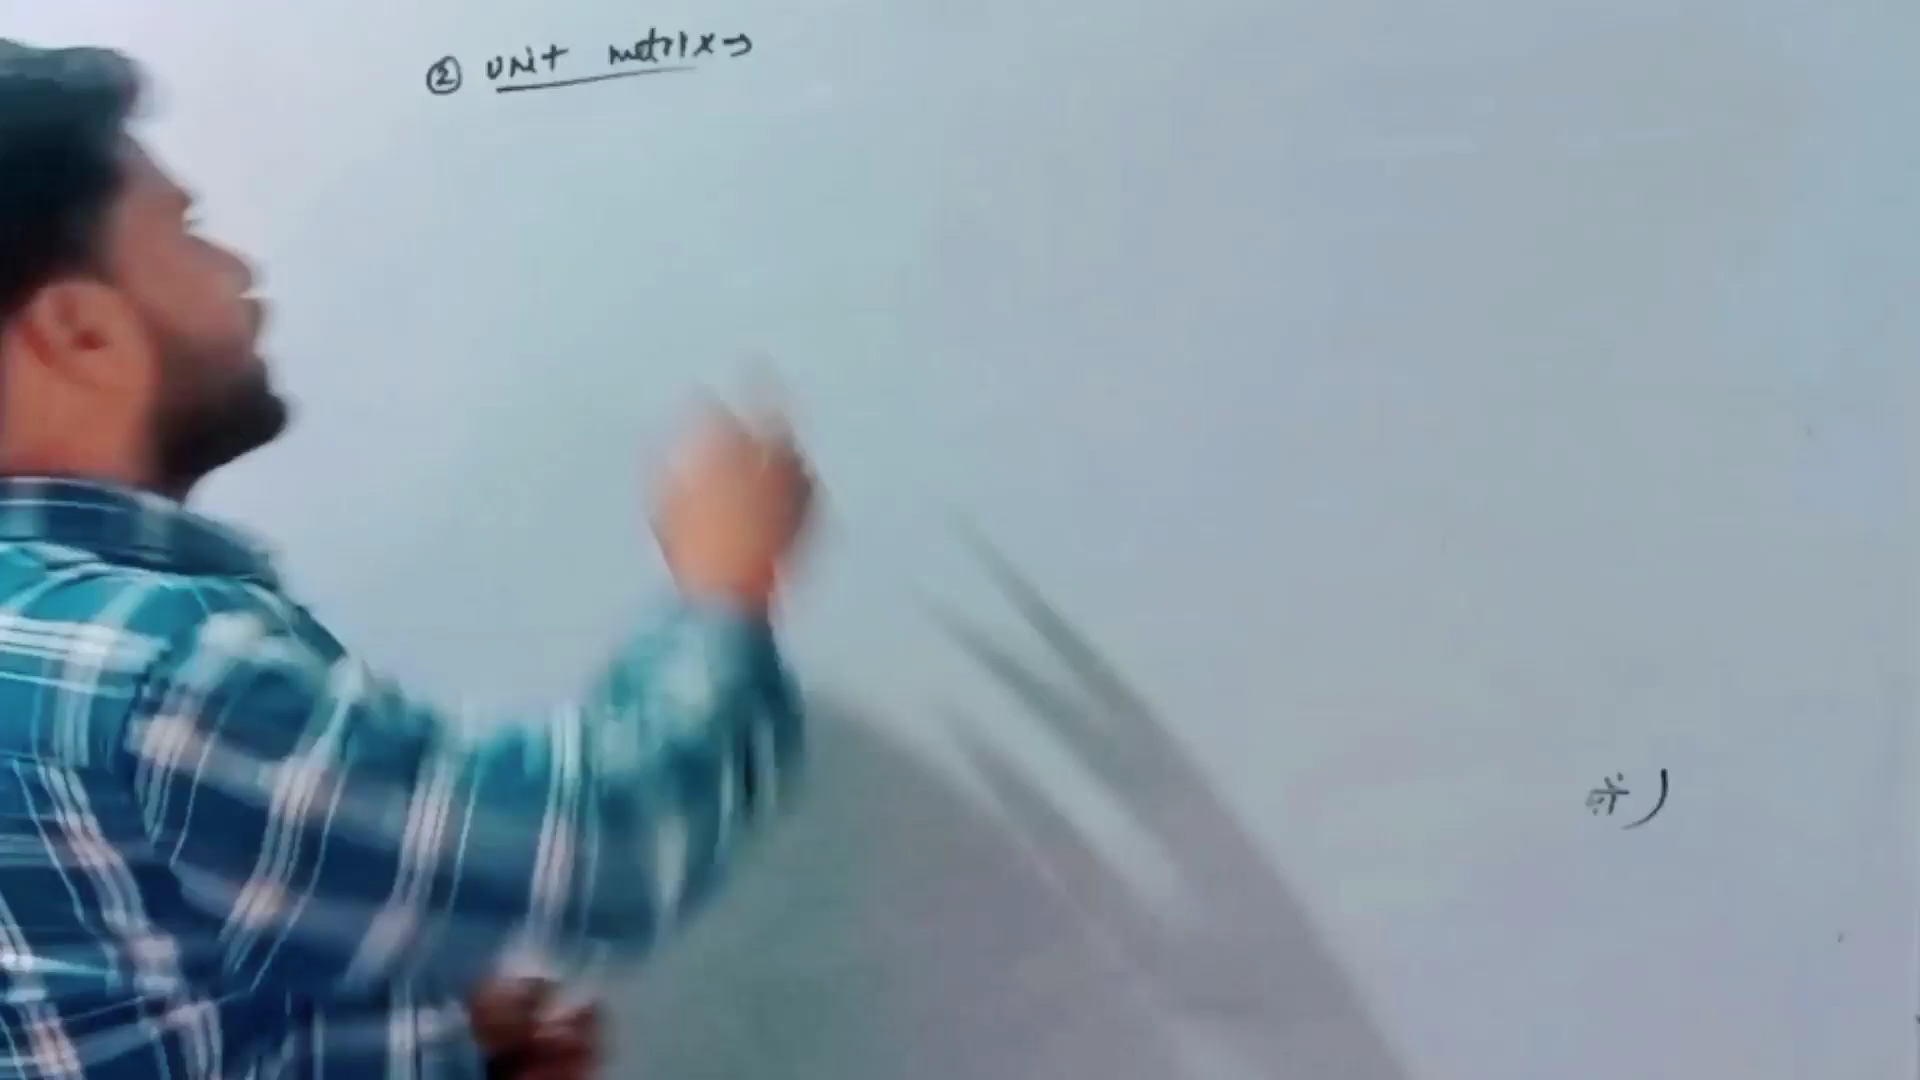 ② unit matrix→